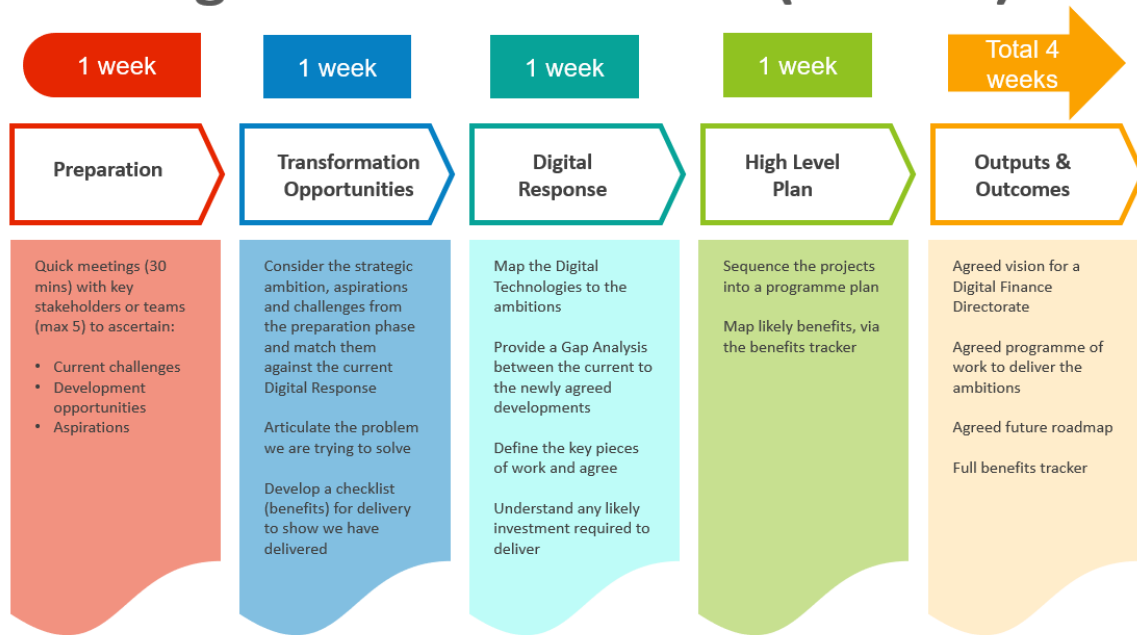 1 week
1 week
1 week
1 week
Total 4
weeks
Preparation
Transformation
Opportunities
Digital
Response
High Level
Plan
Outputs &
Outcomes
Quick meetings (30
mins) with key
stakeholders or teams
(max 5) to ascertain:
• Current challenges
• Development
opportunities
• Aspirations
Consider the strategic
ambition, aspirations
and challenges from
the preparation phase
and match them
against the current
Digital Response
Articulate the problem
we are trying to solve
Develop a checklist
(benefits) for delivery
to show we have
delivered
Map the Digital
Technologies to the
ambitions
Provide a Gap Analysis
between the current to
the newly agreed
developments
Define the key pieces
of work and agree
Understand any likely
investment required to
deliver
Sequence the projects
into a programme plan
Map likely benefits, via
the benefits tracker
Agreed vision for a
Digital Finance
Directorate
Agreed programme of
work to deliver the
ambitions
Agreed future roadmap
Full benefits tracker